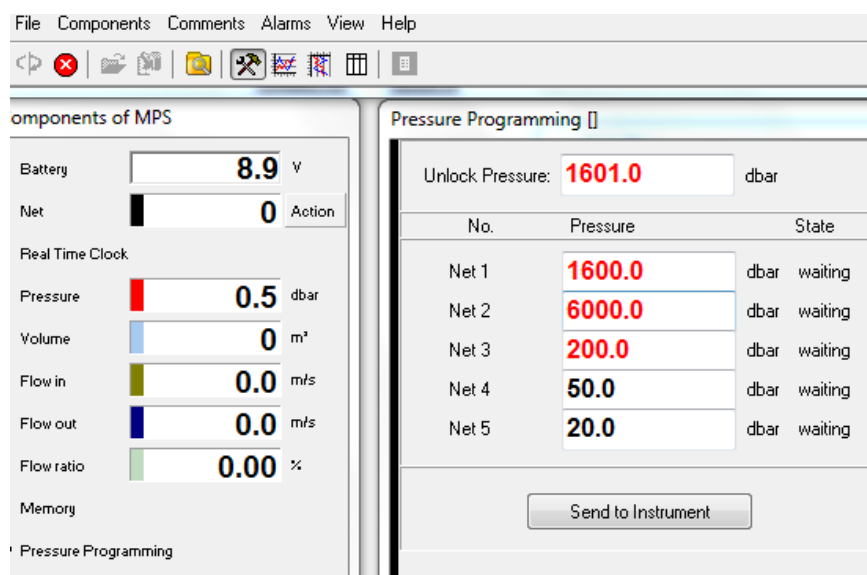 File Components Comments Alarms View Help
omponents of MPS
Battery 8.9 V
Net 0 Action
Real Time Clock
Pressure 0.5 dbar
Volume 0 m³
Flow in 0.0 m/s
Flow out 0.0 m/s
Flow ratio 0.00 %
Memory
Pressure Programming
Pressure Programming []
Unlock Pressure: 1601.0 dbar
No. Pressure State
Net 1 1600.0 dbar waiting
Net 2 6000.0 dbar waiting
Net 3 200.0 dbar waiting
Net 4 50.0 dbar waiting
Net 5 20.0 dbar waiting
Send to Instrument